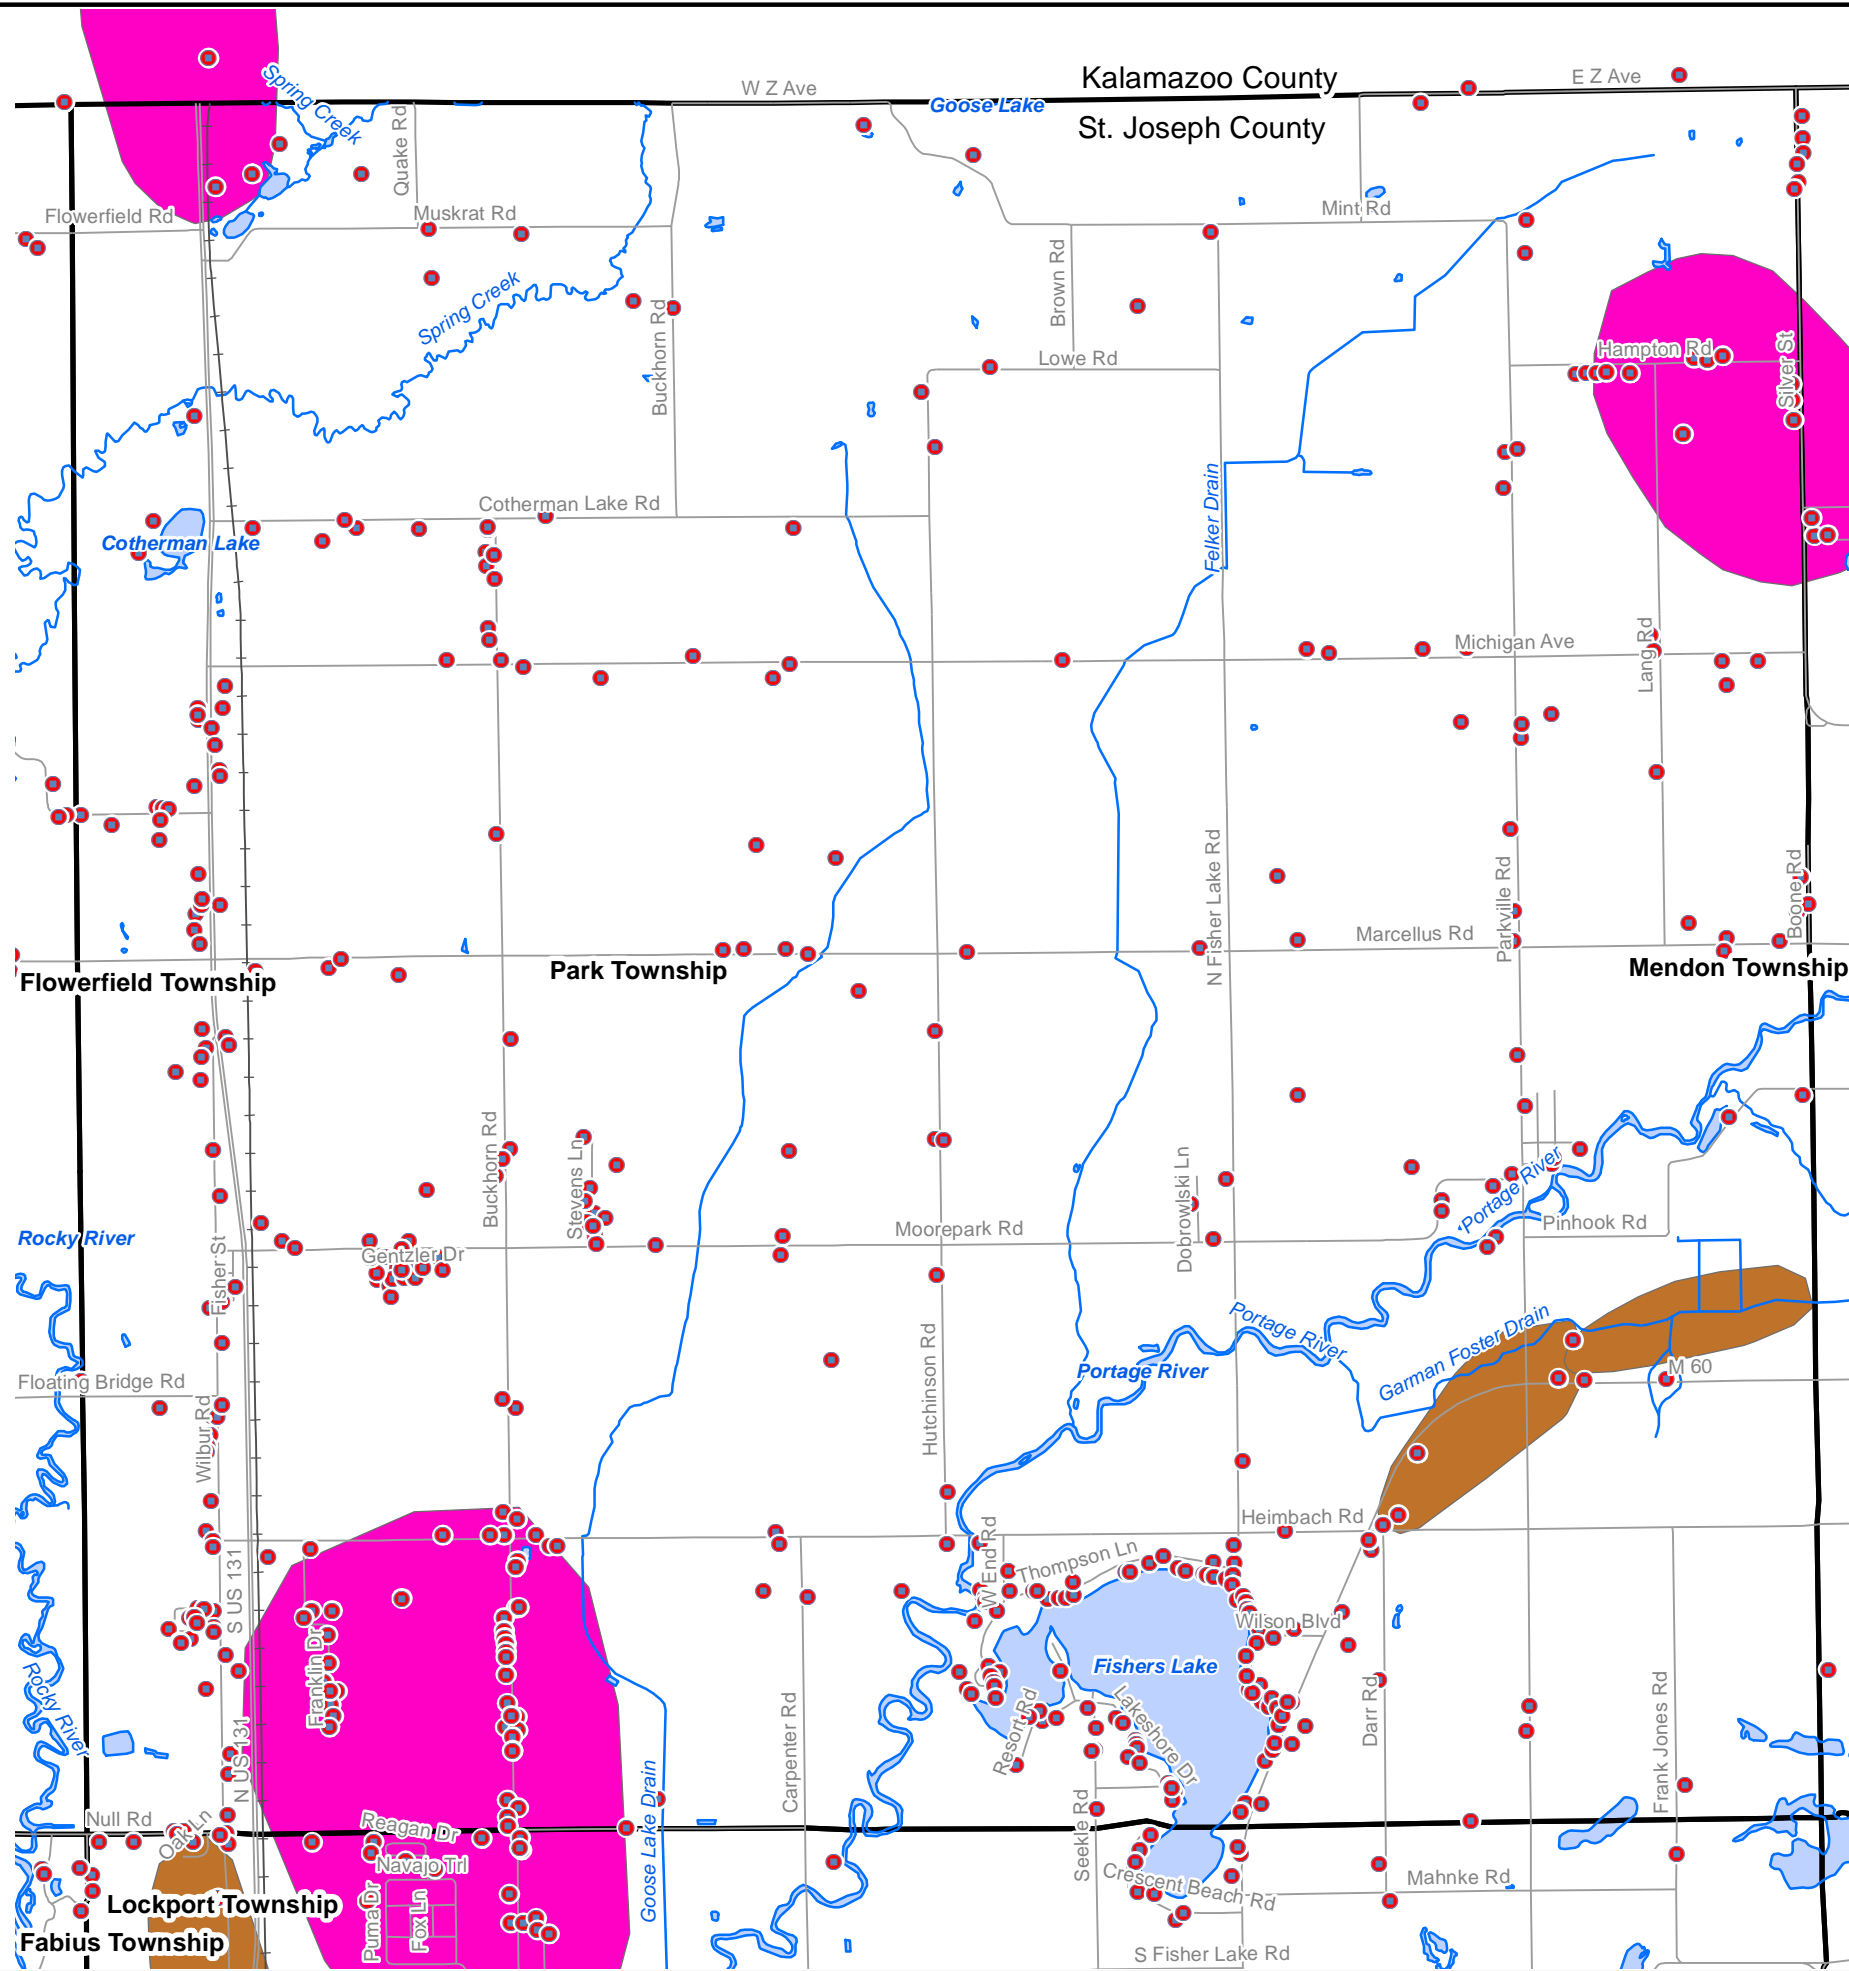 Kalamazoo County
E Z Ave
W Z Ave
Goose Lake
St. Joseph County
Spring Creek
Quake Rd
Flowerfield Rd
Muskrat Rd
Mint Rd
Brown Rd
Spring Creek
Buckhorn Rd
Lowe Rd
Hampton Rd
Silver St
Cotherman Lake Rd
Cotherman Lake
Felker Drain
Michigan Ave
Lang Rd
N Fisher Lake Rd
Parkville Rd
Boone Rd
Marcellus Rd
Flowerfield Township
Park Township
Mendon Township
Buckhorn Rd
Stevens Ln
Dobrowlski Ln
Portage River
Pinhook Rd
Rocky River
Moorepark Rd
Fisher St
Gentzler Dr
Portage River
Garman Foster Drain
Hutchinson Rd
Portage River
M 60
Floating Bridge Rd
Wilbur Rd
Heimbach Rd
W End Rd
Thompson Ln
S US 131
Wilson Blvd
Franklin Dr
Fishers Lake
Rocky River
Resort Rd
Lakeshore Dr
Darr Rd
Frank Jones Rd
Carpenter Rd
N US 131
Goose Lake Drain
Seekle Rd
Null Rd
Oak Ln
Reagan Dr
Navajo Trl
Crescent Beach Rd
Mahnke Rd
Lockport Township
Puma Dr
Fox Ln
Fabius Township
S Fisher Lake Rd